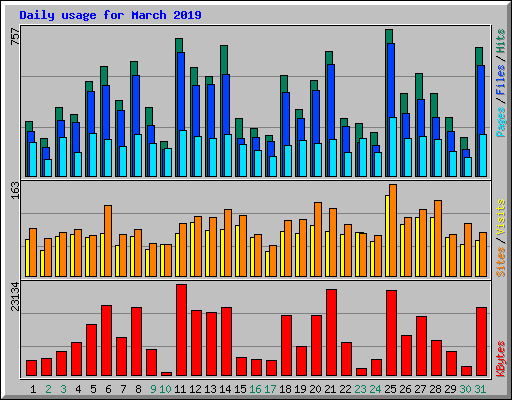 Daily usage for March 2019
757
Pages / Files / Hits
163
Sites / Visits
23134
KBytes
1 2 3 4 5 6 7 8 9 10 11 12 13 14 15 16 17 18 19 20 21 22 23 24 25 26 27 28 29 30 31